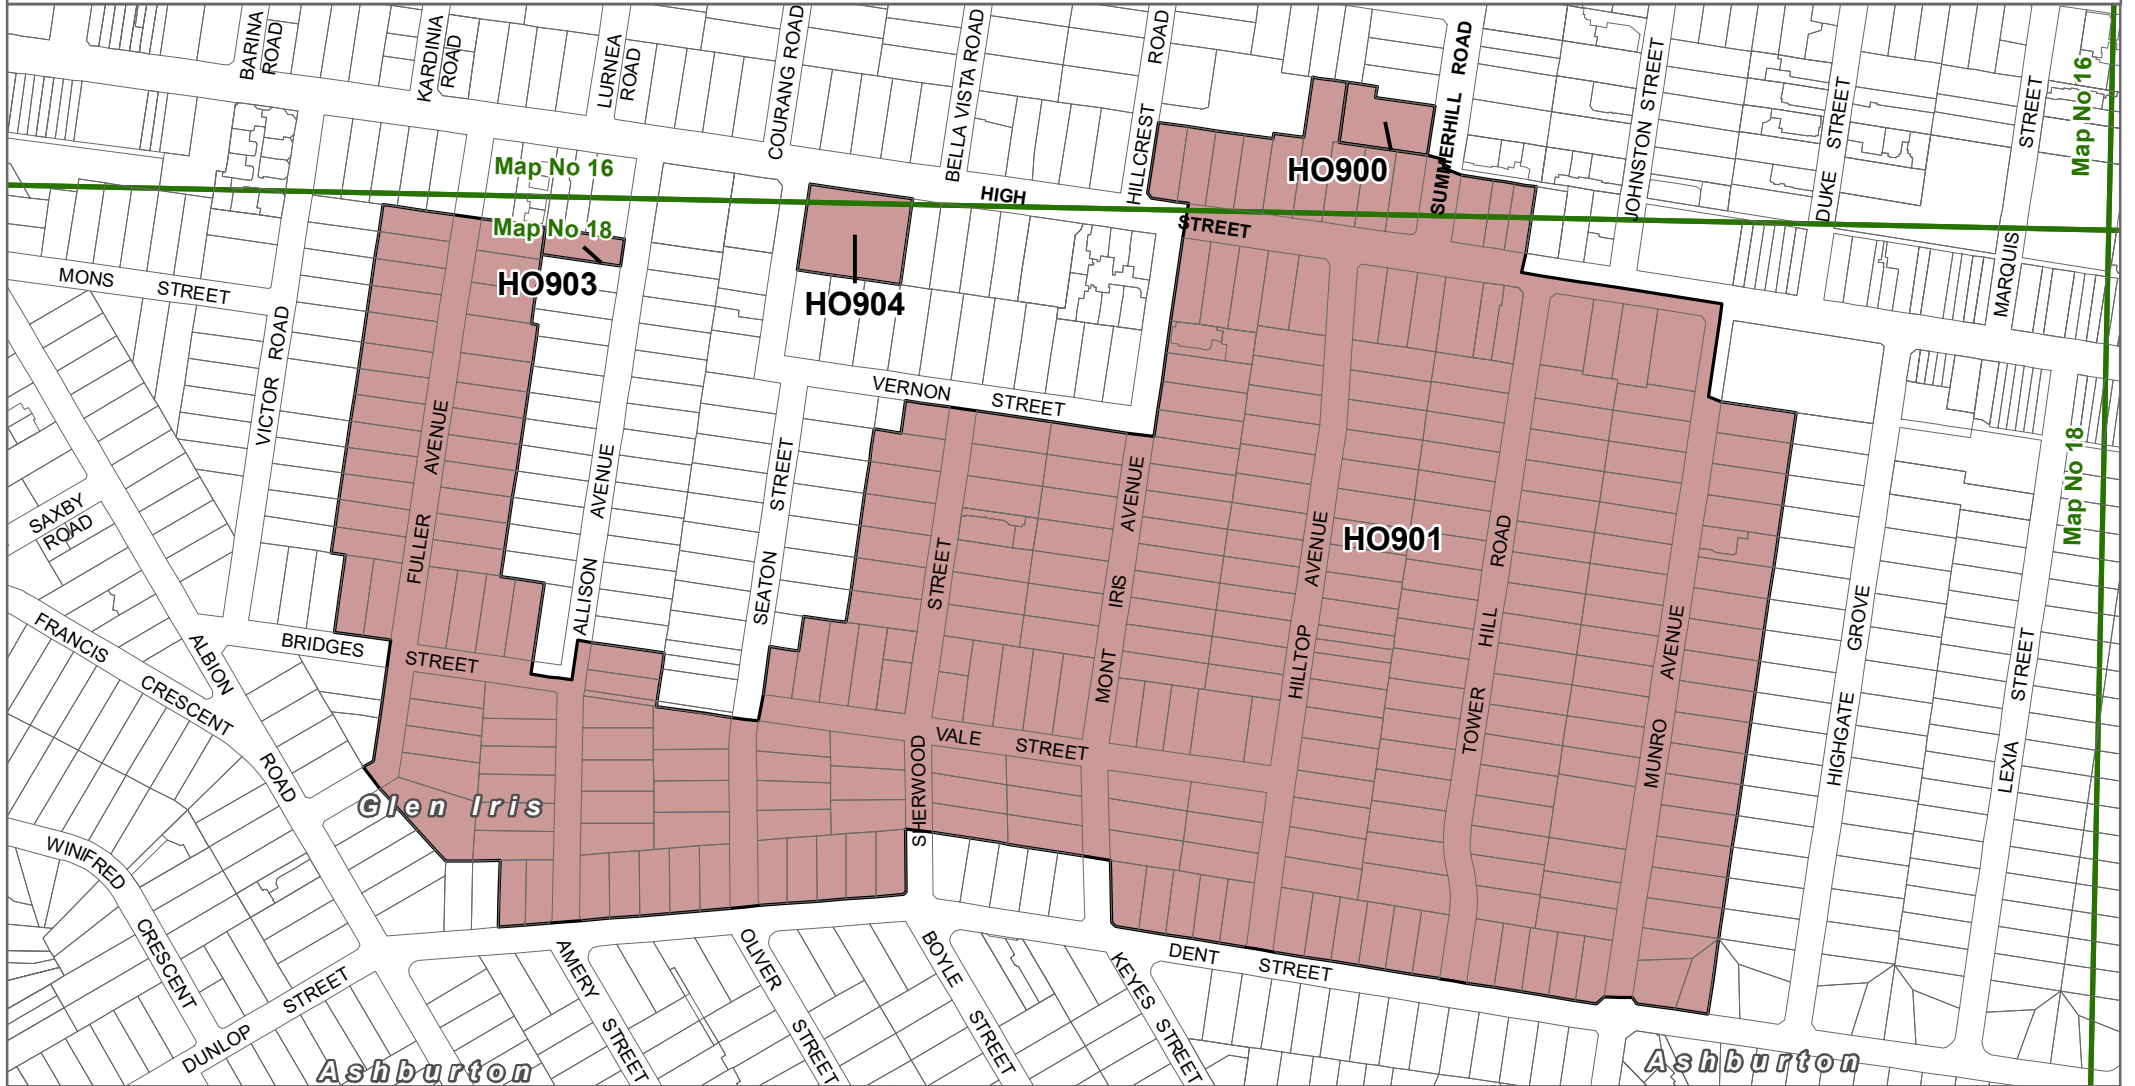 BARINA
ROAD
KARDINIA
ROAD
LURNEA
ROAD
COURANG ROAD
BELLA VISTA ROAD
HILLCREST ROAD
SUMMERHILL ROAD
JOHNSTON STREET
DUKE STREET
MARQUIS STREET
Map No 16
Map No 16
Map No 18
HIGH STREET
HO900
HO903
HO904
MONS STREET
VICTOR ROAD
VERNON STREET
FULLER AVENUE
ALLISON AVENUE
SEATON STREET
SHERWOOD STREET
MONT IRIS AVENUE
HILLTOP AVENUE
HO901
TOWER HILL ROAD
MUNRO AVENUE
HIGHGATE GROVE
LEXIA STREET
Map No 18
SAXBY
ROAD
FRANCIS CRESCENT
ALBION ROAD
BRIDGES STREET
VALE STREET
Glen Iris
WINIFRED CRESCENT
DUNLOP STREET
AMERY STREET
OLIVER STREET
BOYLE STREET
KEYES STREET
DENT STREET
Ashburton
Ashburton